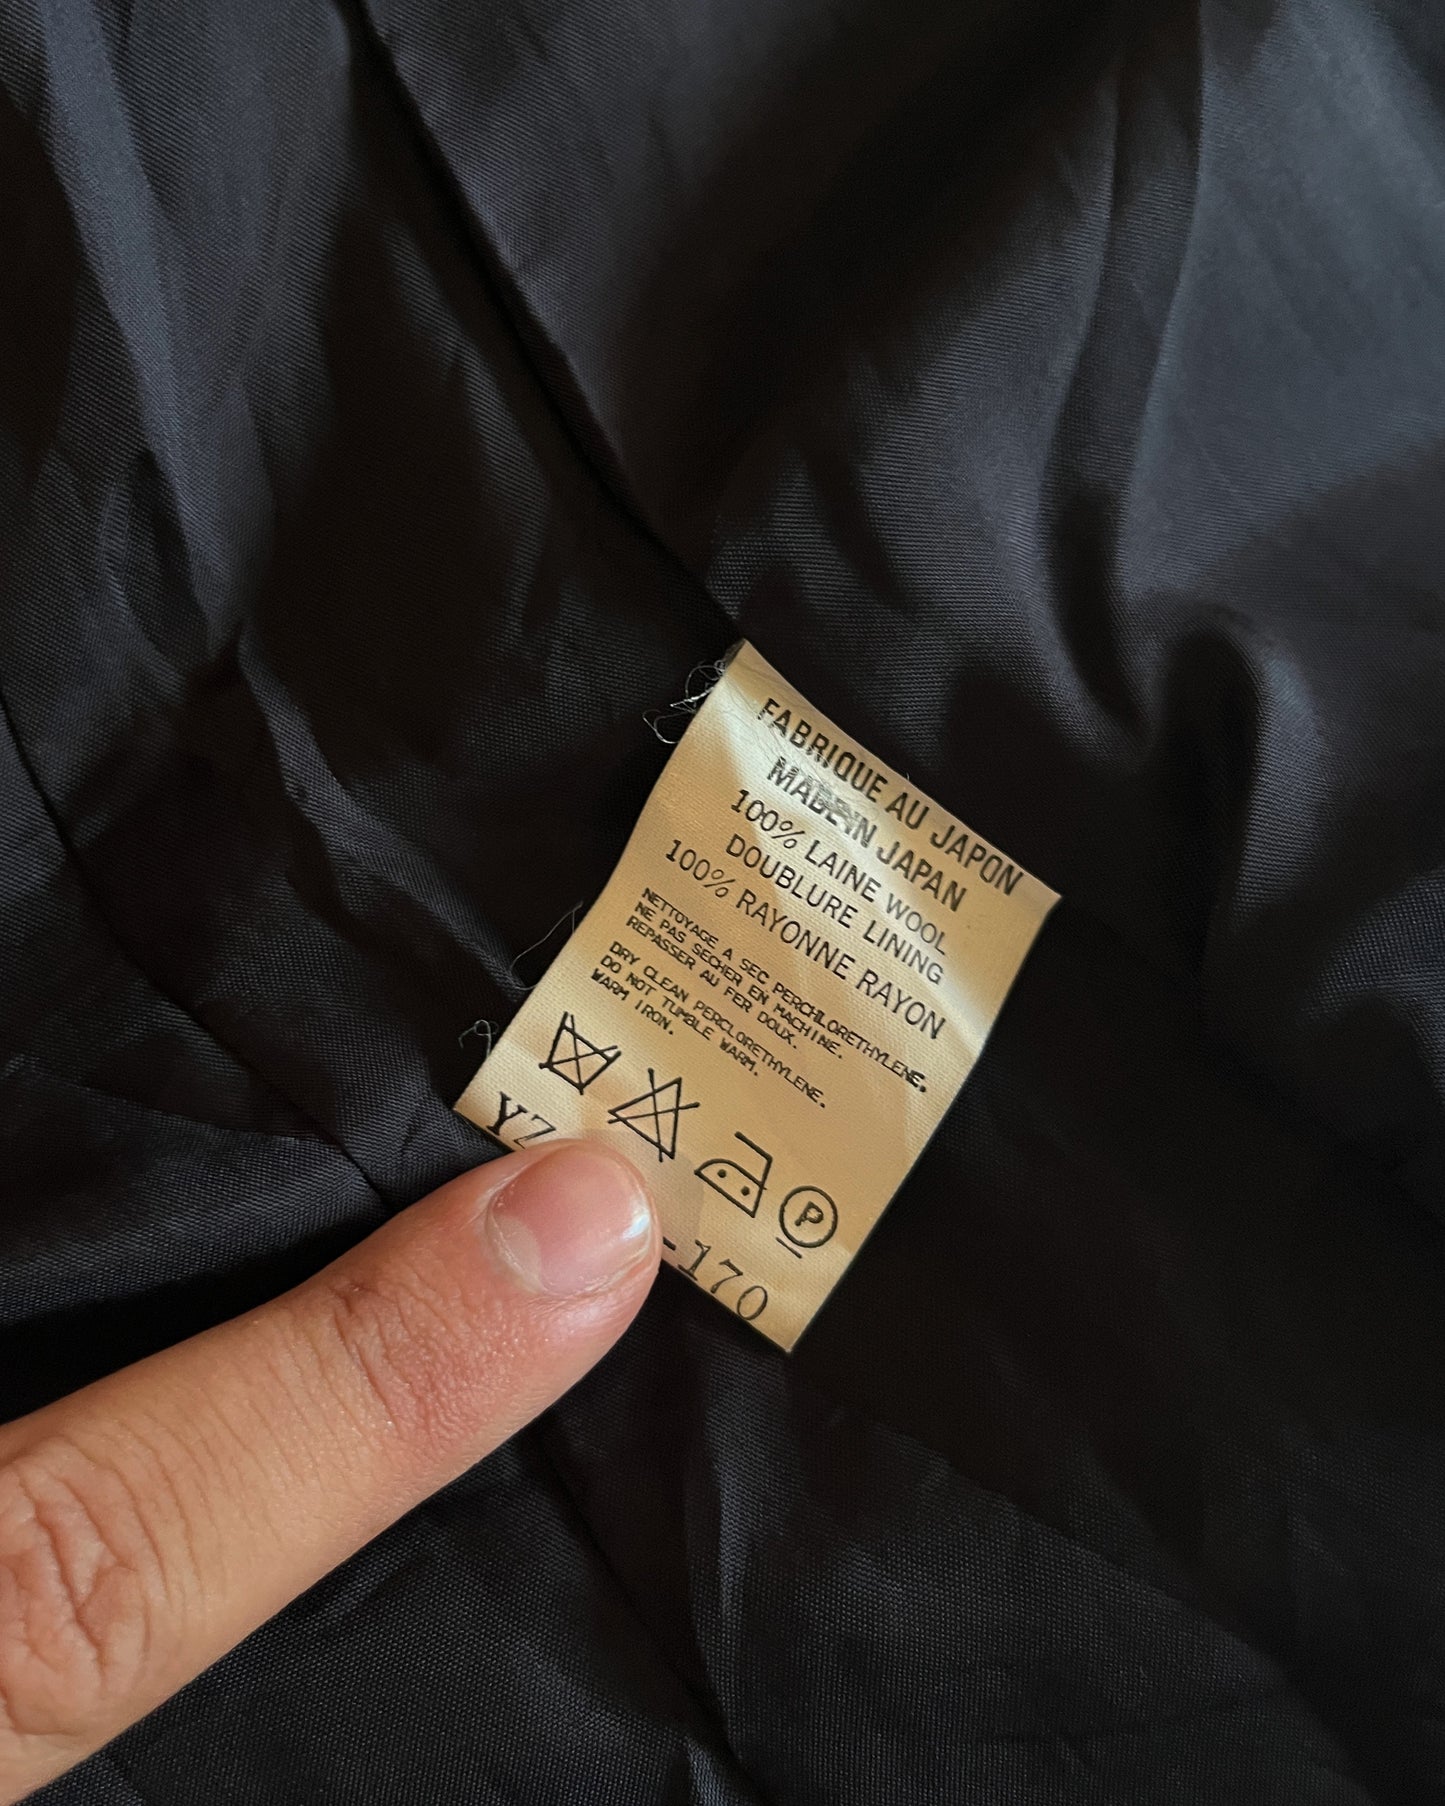 FABRIQUE AU JAPON
MADE IN JAPAN
100% LAINE WOOL
DOUBLURE LINING
100% RAYONNE RAYON
NETTOYAGE A SEC PERCHLORETHYLENE.
NE PAS SECHER EN MACHINE.
REPASSER AU FER DOUX.
DRY CLEAN PERCLORETHYLENE.
DO NOT TUMBLE WARM.
WARM IRON.
P
YZ -170